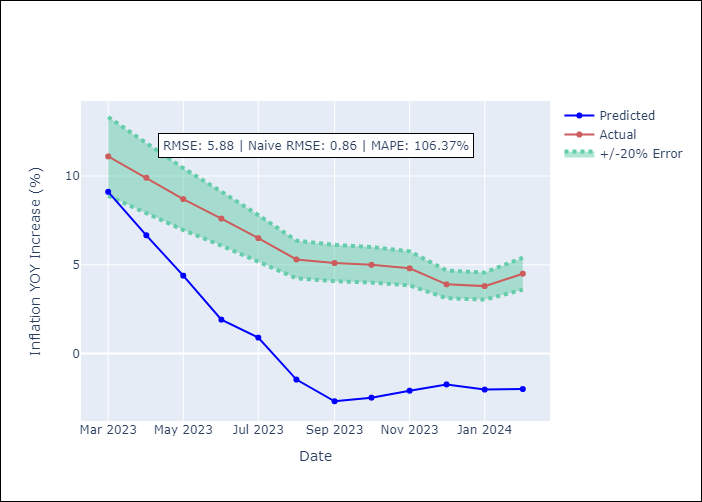 RMSE: 5.88 | Naive RMSE: 0.86 | MAPE: 106.37%
Predicted
Actual
+/-20% Error
Inflation YOY Increase (%)
10
5
0
Mar 2023 May 2023 Jul 2023 Sep 2023 Nov 2023 Jan 2024
Date